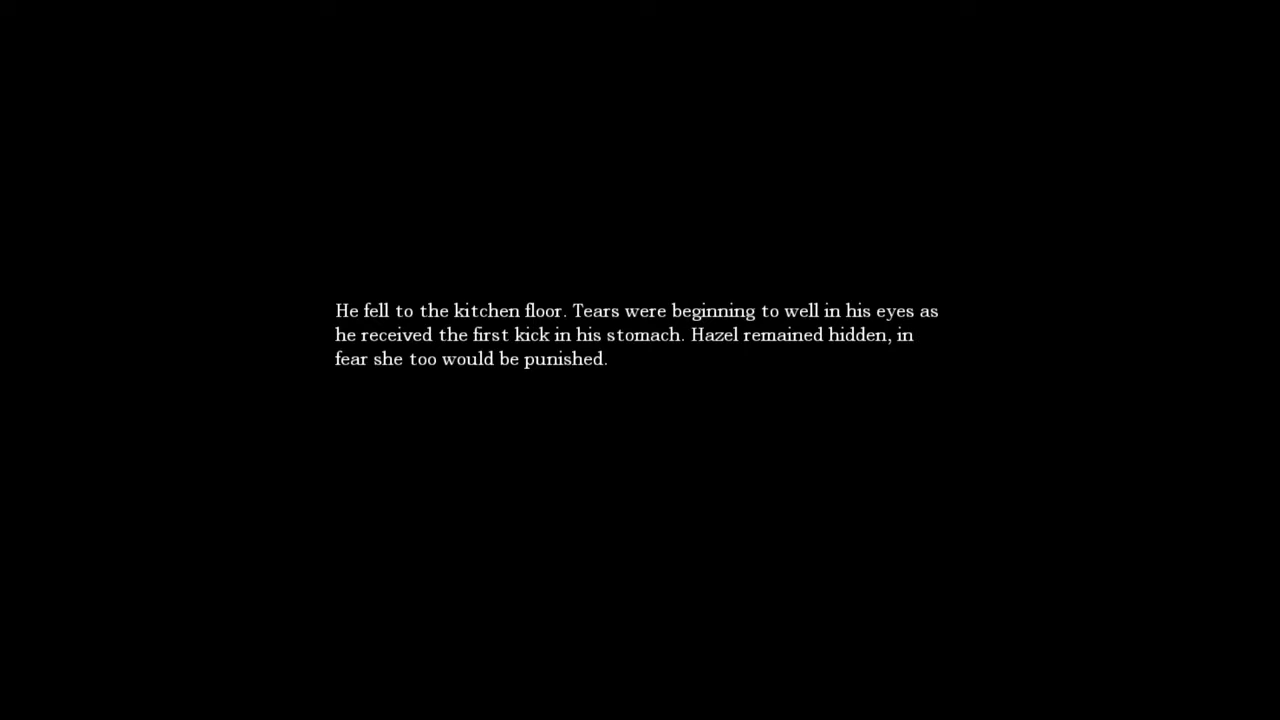 He fell to the kitchen floor. Tears were beginning to well in his eyes as
he received the first kick in his stomach. Hazel remained hidden, in
fear she too would be punished.